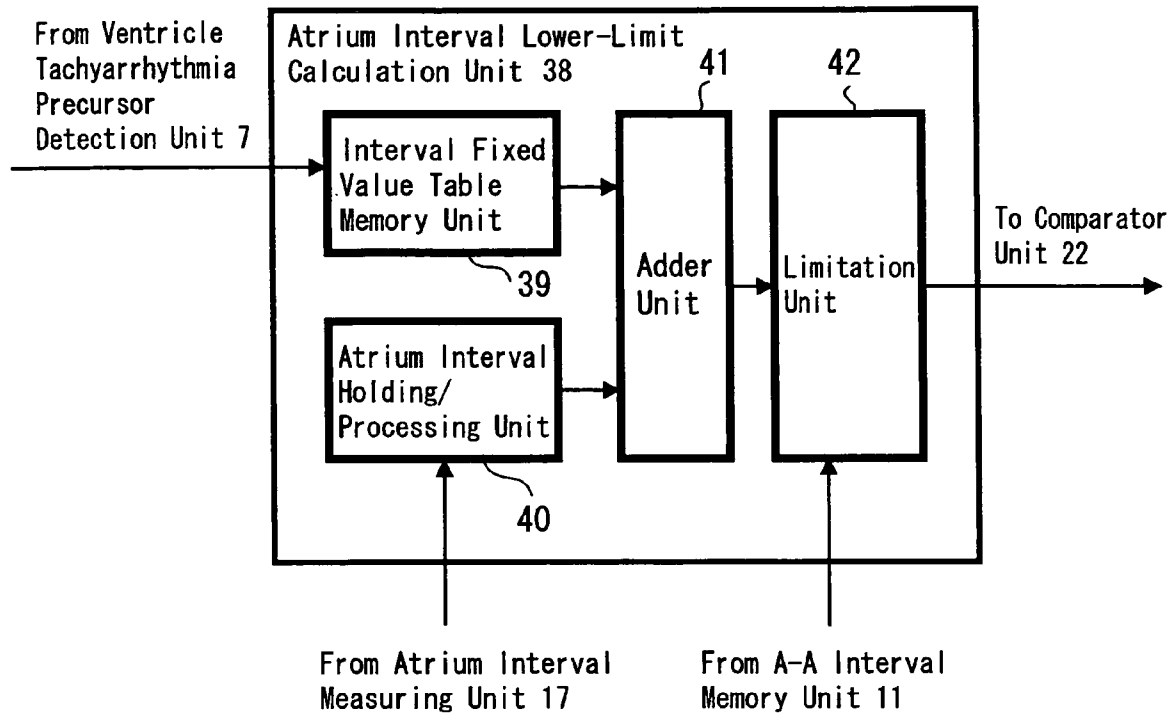 From Ventricle
Tachyarrhythmia
Precursor
Detection Unit 7
Atrium Interval Lower-Limit
Calculation Unit 38
41
42
Interval Fixed
Value Table
Memory Unit
39
Adder
Unit
Limitation
Unit
To Comparator
Unit 22
Atrium Interval
Holding/
Processing Unit
40
From Atrium Interval
Measuring Unit 17
From A-A Interval
Memory Unit 11